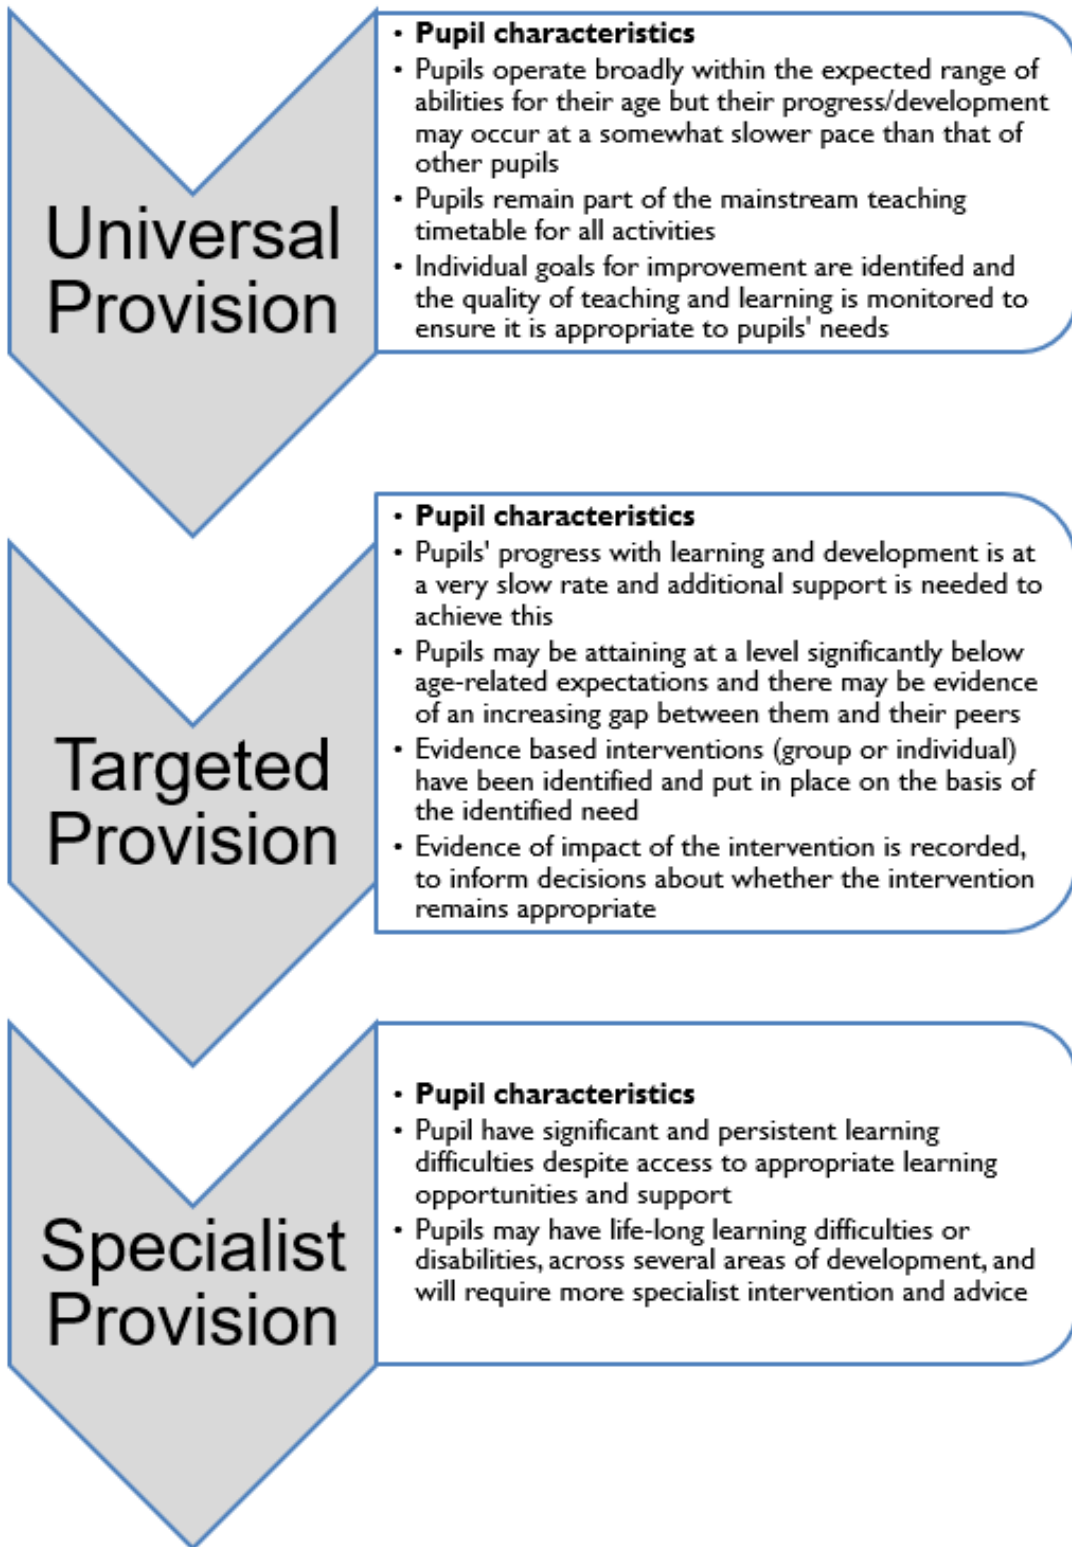 Universal
Provision
• Pupil characteristics
• Pupils operate broadly within the expected range of
abilities for their age but their progress/development
may occur at a somewhat slower pace than that of
other pupils
• Pupils remain part of the mainstream teaching
timetable for all activities
• Individual goals for improvement are identifed and
the quality of teaching and learning is monitored to
ensure it is appropriate to pupils' needs
Targeted
Provision
• Pupil characteristics
• Pupils' progress with learning and development is at
a very slow rate and additional support is needed to
achieve this
• Pupils may be attaining at a level significantly below
age-related expectations and there may be evidence
of an increasing gap between them and their peers
• Evidence based interventions (group or individual)
have been identified and put in place on the basis of
the identified need
• Evidence of impact of the intervention is recorded,
to inform decisions about whether the intervention
remains appropriate
Specialist
Provision
• Pupil characteristics
• Pupil have significant and persistent learning
difficulties despite access to appropriate learning
opportunities and support
• Pupils may have life-long learning difficulties or
disabilities, across several areas of development, and
will require more specialist intervention and advice